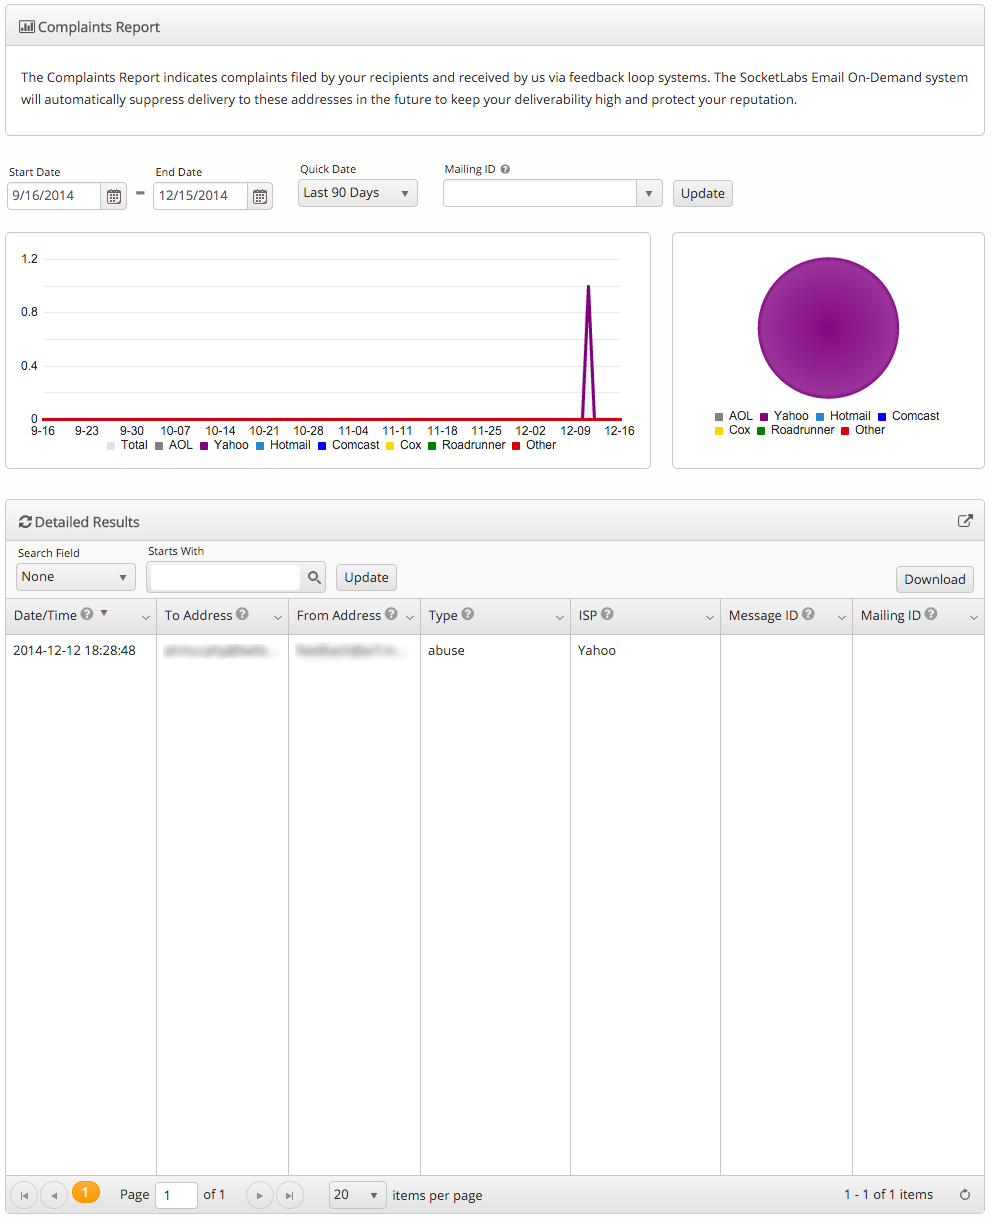 Complaints Report
The Complaints Report indicates complaints filed by your recipients and received by us via feedback loop systems. The SocketLabs Email On-Demand system
will automatically suppress delivery to these addresses in the future to keep your deliverability high and protect your reputation.
Start Date End Date Quick Date Mailing ID
9/16/2014 – 12/15/2014 Last 90 Days Update
1.2
0.8
0.4
0
9-16 9-23 9-30 10-07 10-14 10-21 10-28 11-04 11-11 11-18 11-25 12-02 12-09 12-16
Total AOL Yahoo Hotmail Comcast Cox Roadrunner Other
AOL Yahoo Hotmail Comcast
Cox Roadrunner Other
Detailed Results
Search Field Starts With
None Update Download
Date/Time To Address From Address Type ISP Message ID Mailing ID
2014-12-12 18:28:48 abuse Yahoo
1 Page 1 of 1 20 items per page 1 - 1 of 1 items